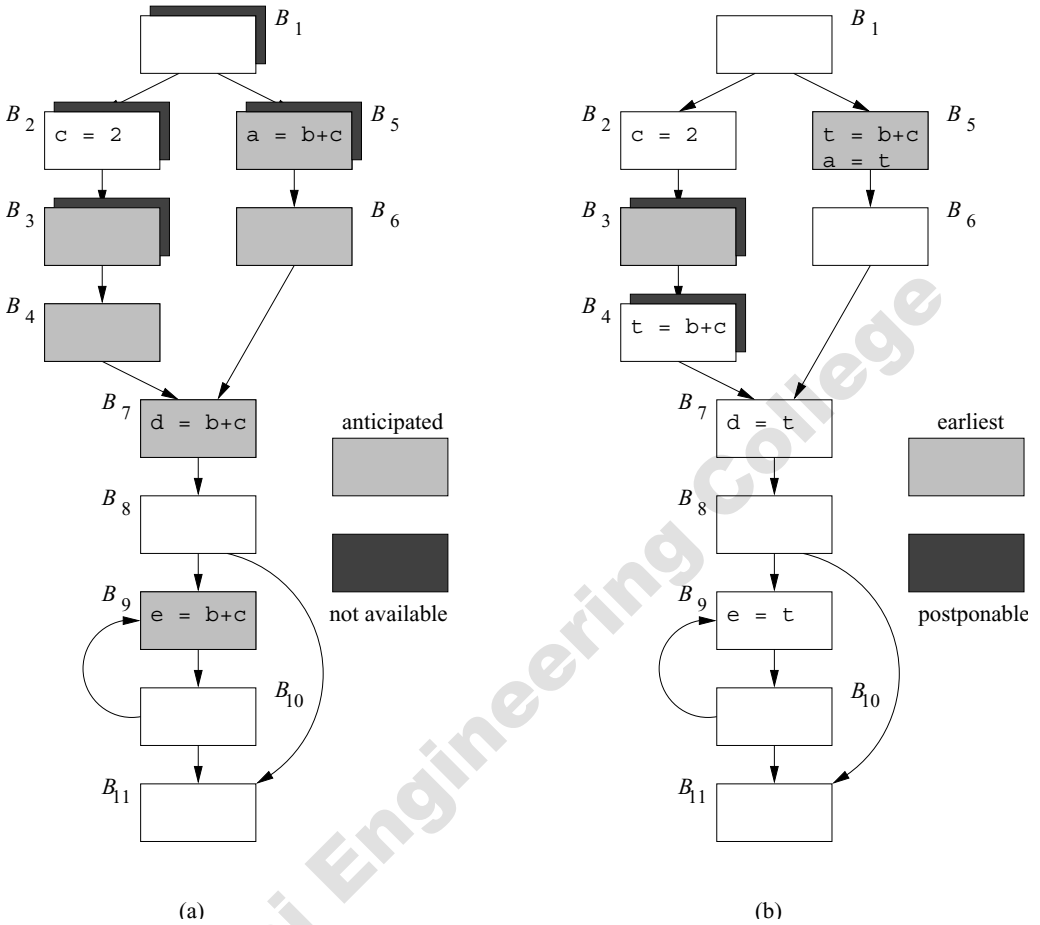 B1
B2
c = 2
a = b+c
B5
B3
B6
B4
B7
d = b+c
anticipated
B8
B9
e = b+c
not available
B10
B11
(a)
B1
B2
c = 2
t = b+c
a = t
B5
B3
B6
B4
t = b+c
B7
d = t
earliest
B8
B9
e = t
postponable
B10
B11
(b)
i Engineering College